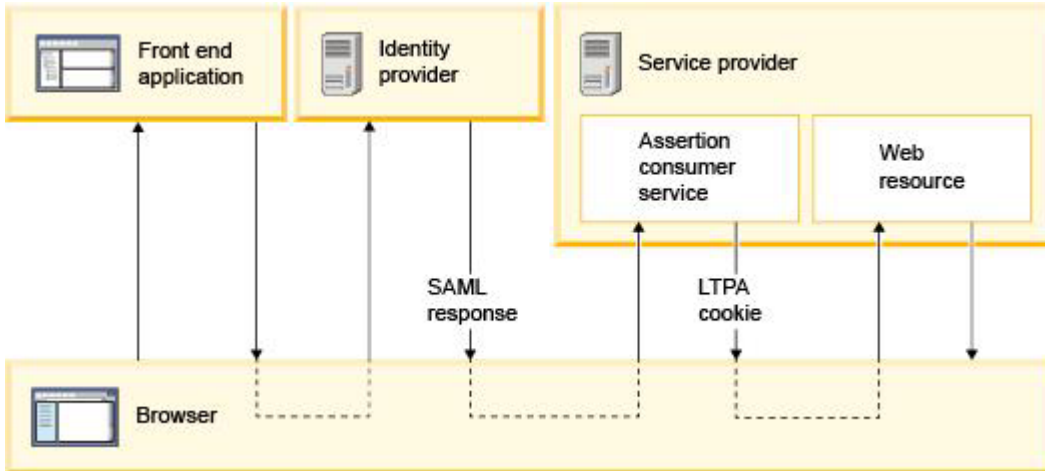 Front end
application
Identity
provider
Service provider
Assertion
consumer
service
Web
resource
SAML
response
LTPA
cookie
Browser